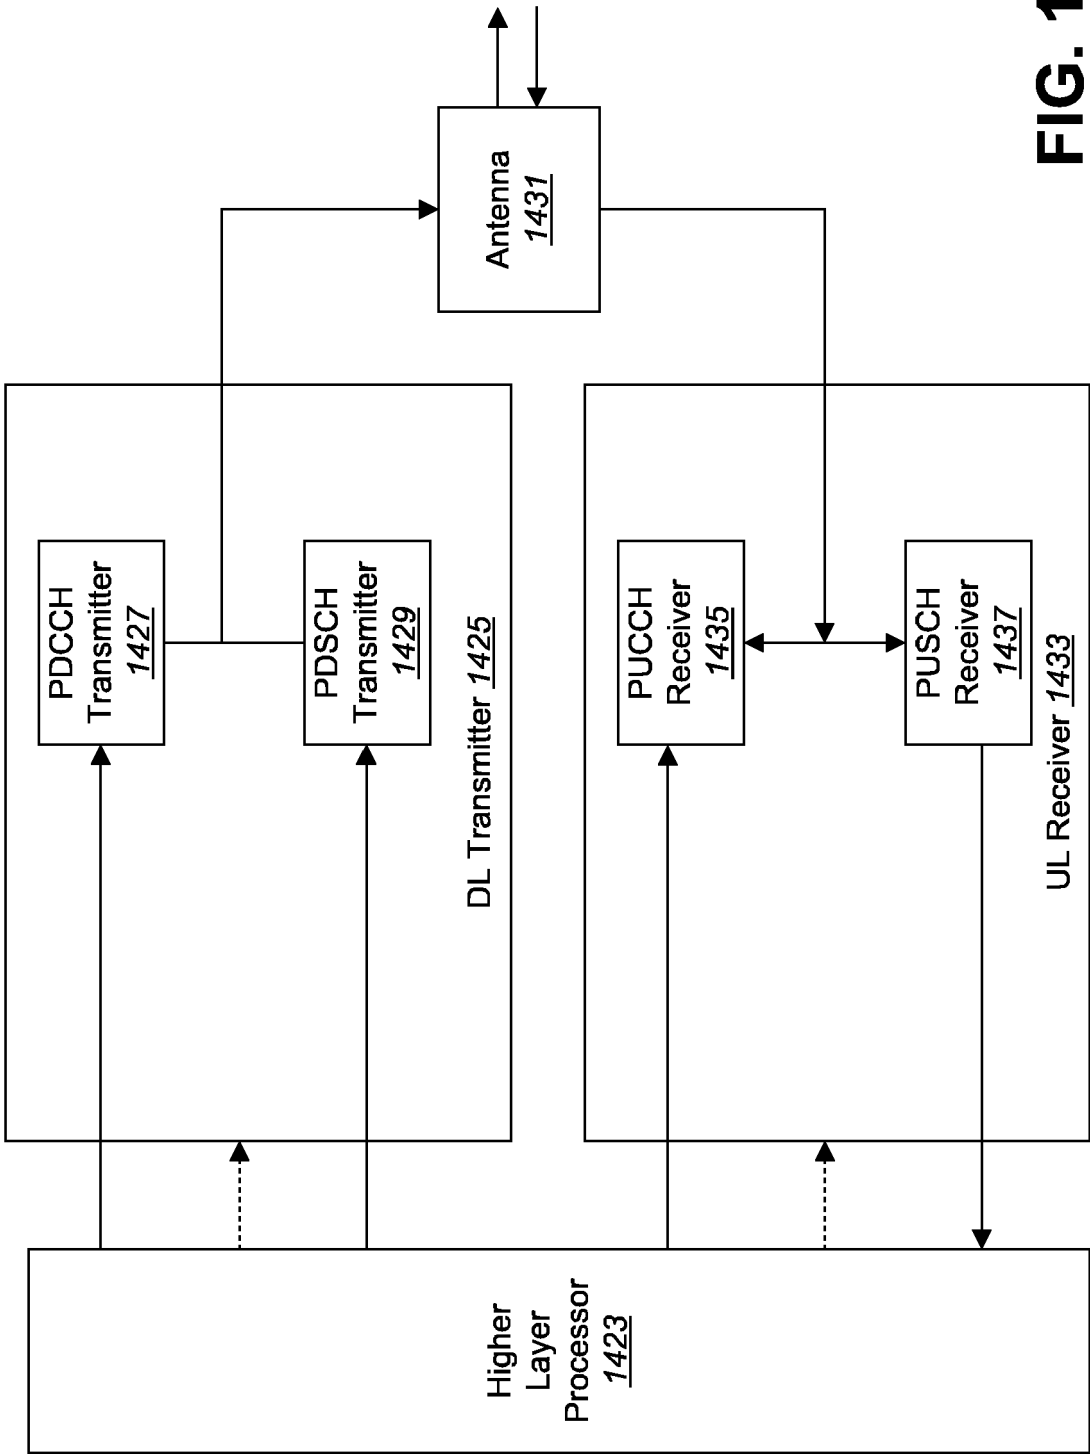 Higher
Layer
Processor
1423
PDCCH
Transmitter
1427
PDSCH
Transmitter
1429
DL Transmitter 1425
PUCCH
Receiver
1435
PUSCH
Receiver
1437
UL Receiver 1433
Antenna
1431
FIG. 1